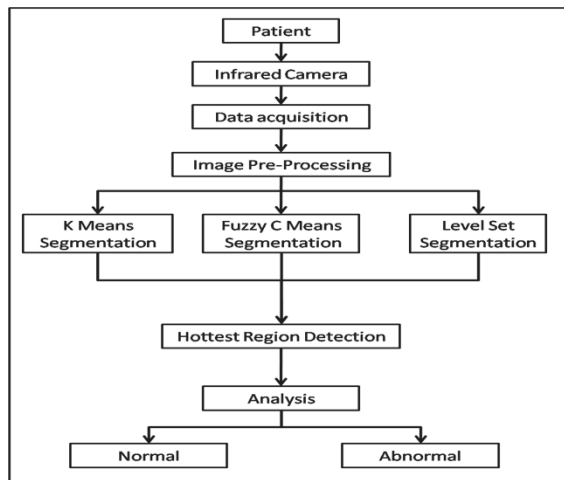 Patient
Infrared Camera
Data acquisition
Image Pre-Processing
K Means
Segmentation
Fuzzy C Means
Segmentation
Level Set
Segmentation
Hottest Region Detection
Analysis
Normal
Abnormal